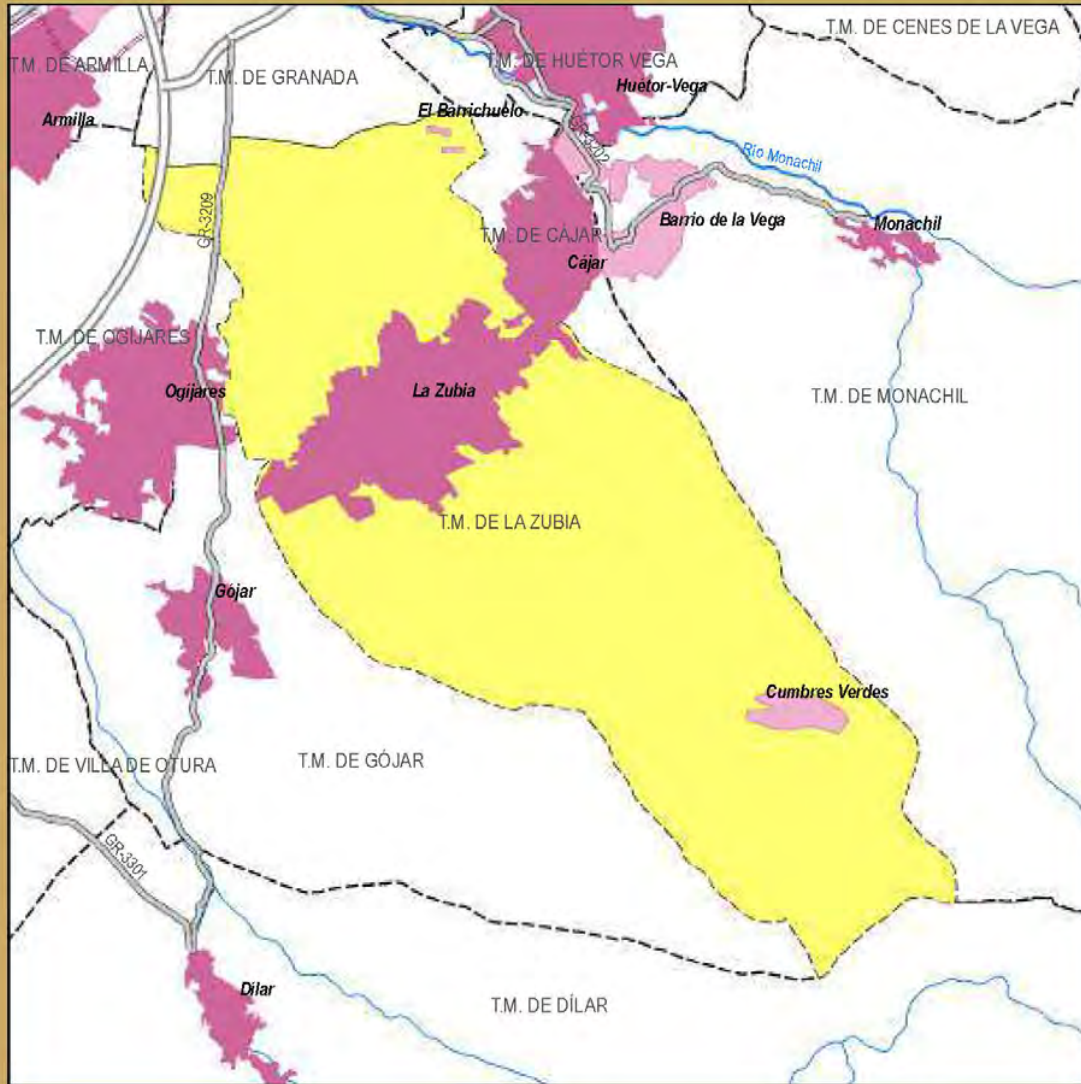 T.M. DE CENES DE LA VEGA
T.M. DE ARMILLA
T.M. DE GRANADA
T.M. DE HUÉTOR VEGA
Huétor-Vega
Armilla
El Barrichuelo
GR-3202
Río Monachil
GR-3209
Barrio de la Vega
Monachil
T.M. DE CÁJAR
Cájar
T.M. DE OGÍJARES
Ogíjares
La Zubia
T.M. DE MONACHIL
T.M. DE LA ZUBIA
Gójar
Cumbres Verdes
T.M. DE VILLA DE OTURA
T.M. DE GÓJAR
GR-3301
Dílar
T.M. DE DÍLAR